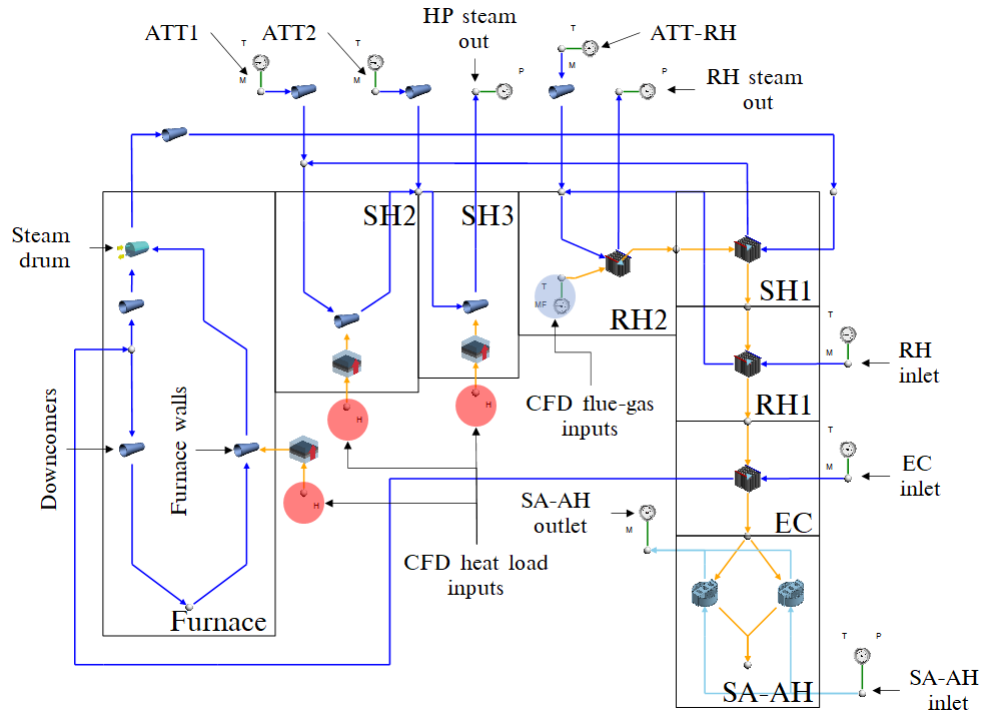 HP steam
out
ATT1
ATT2
ATT-RH
RH steam
out
T
M
T
M
P
T
M
P
SH2
SH3
Steam
drum
RH2
SH1
T
MF
T
M
RH
inlet
CFD flue-gas
inputs
RH1
H
H
Downcomers
Furnace walls
T
M
EC
inlet
H
SA-AH
outlet
M
EC
CFD heat load
inputs
Furnace
T
P
SA-AH
SA-AH
inlet